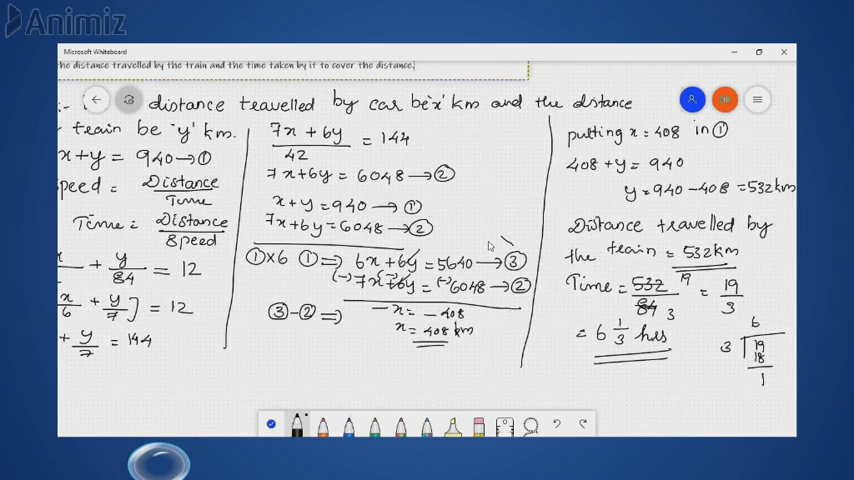 Animiz
Microsoft Whiteboard
the distance travelled by the train and the time taken by it to cover the distance.
distance travelled by car be 'x' km and the distance
train be 'y' km.
x+y = 940 → ①
Speed = Distance/Time
Time = Distance/Speed
+ y/84 = 12
x/6 + y/7] = 12
+ y/7 = 144
7x + 6y / 42 = 144
7x+6y = 6048 → ②
x+y = 940 → ①
7x+6y = 6048 → ②
①×6 ① ⇒ 6x+6y = 5640 → ③
(-)7x(-)+6y = (-)6048 → ②
③-② ⇒ -x = -408
x = 408 km
putting x = 408 in ①
408+y = 940
y = 940-408 = 532km
Distance travelled by
the train = 532km
Time = 532/84 19 3 = 19/3
= 6 1/3 hrs
6
3 19
18
1